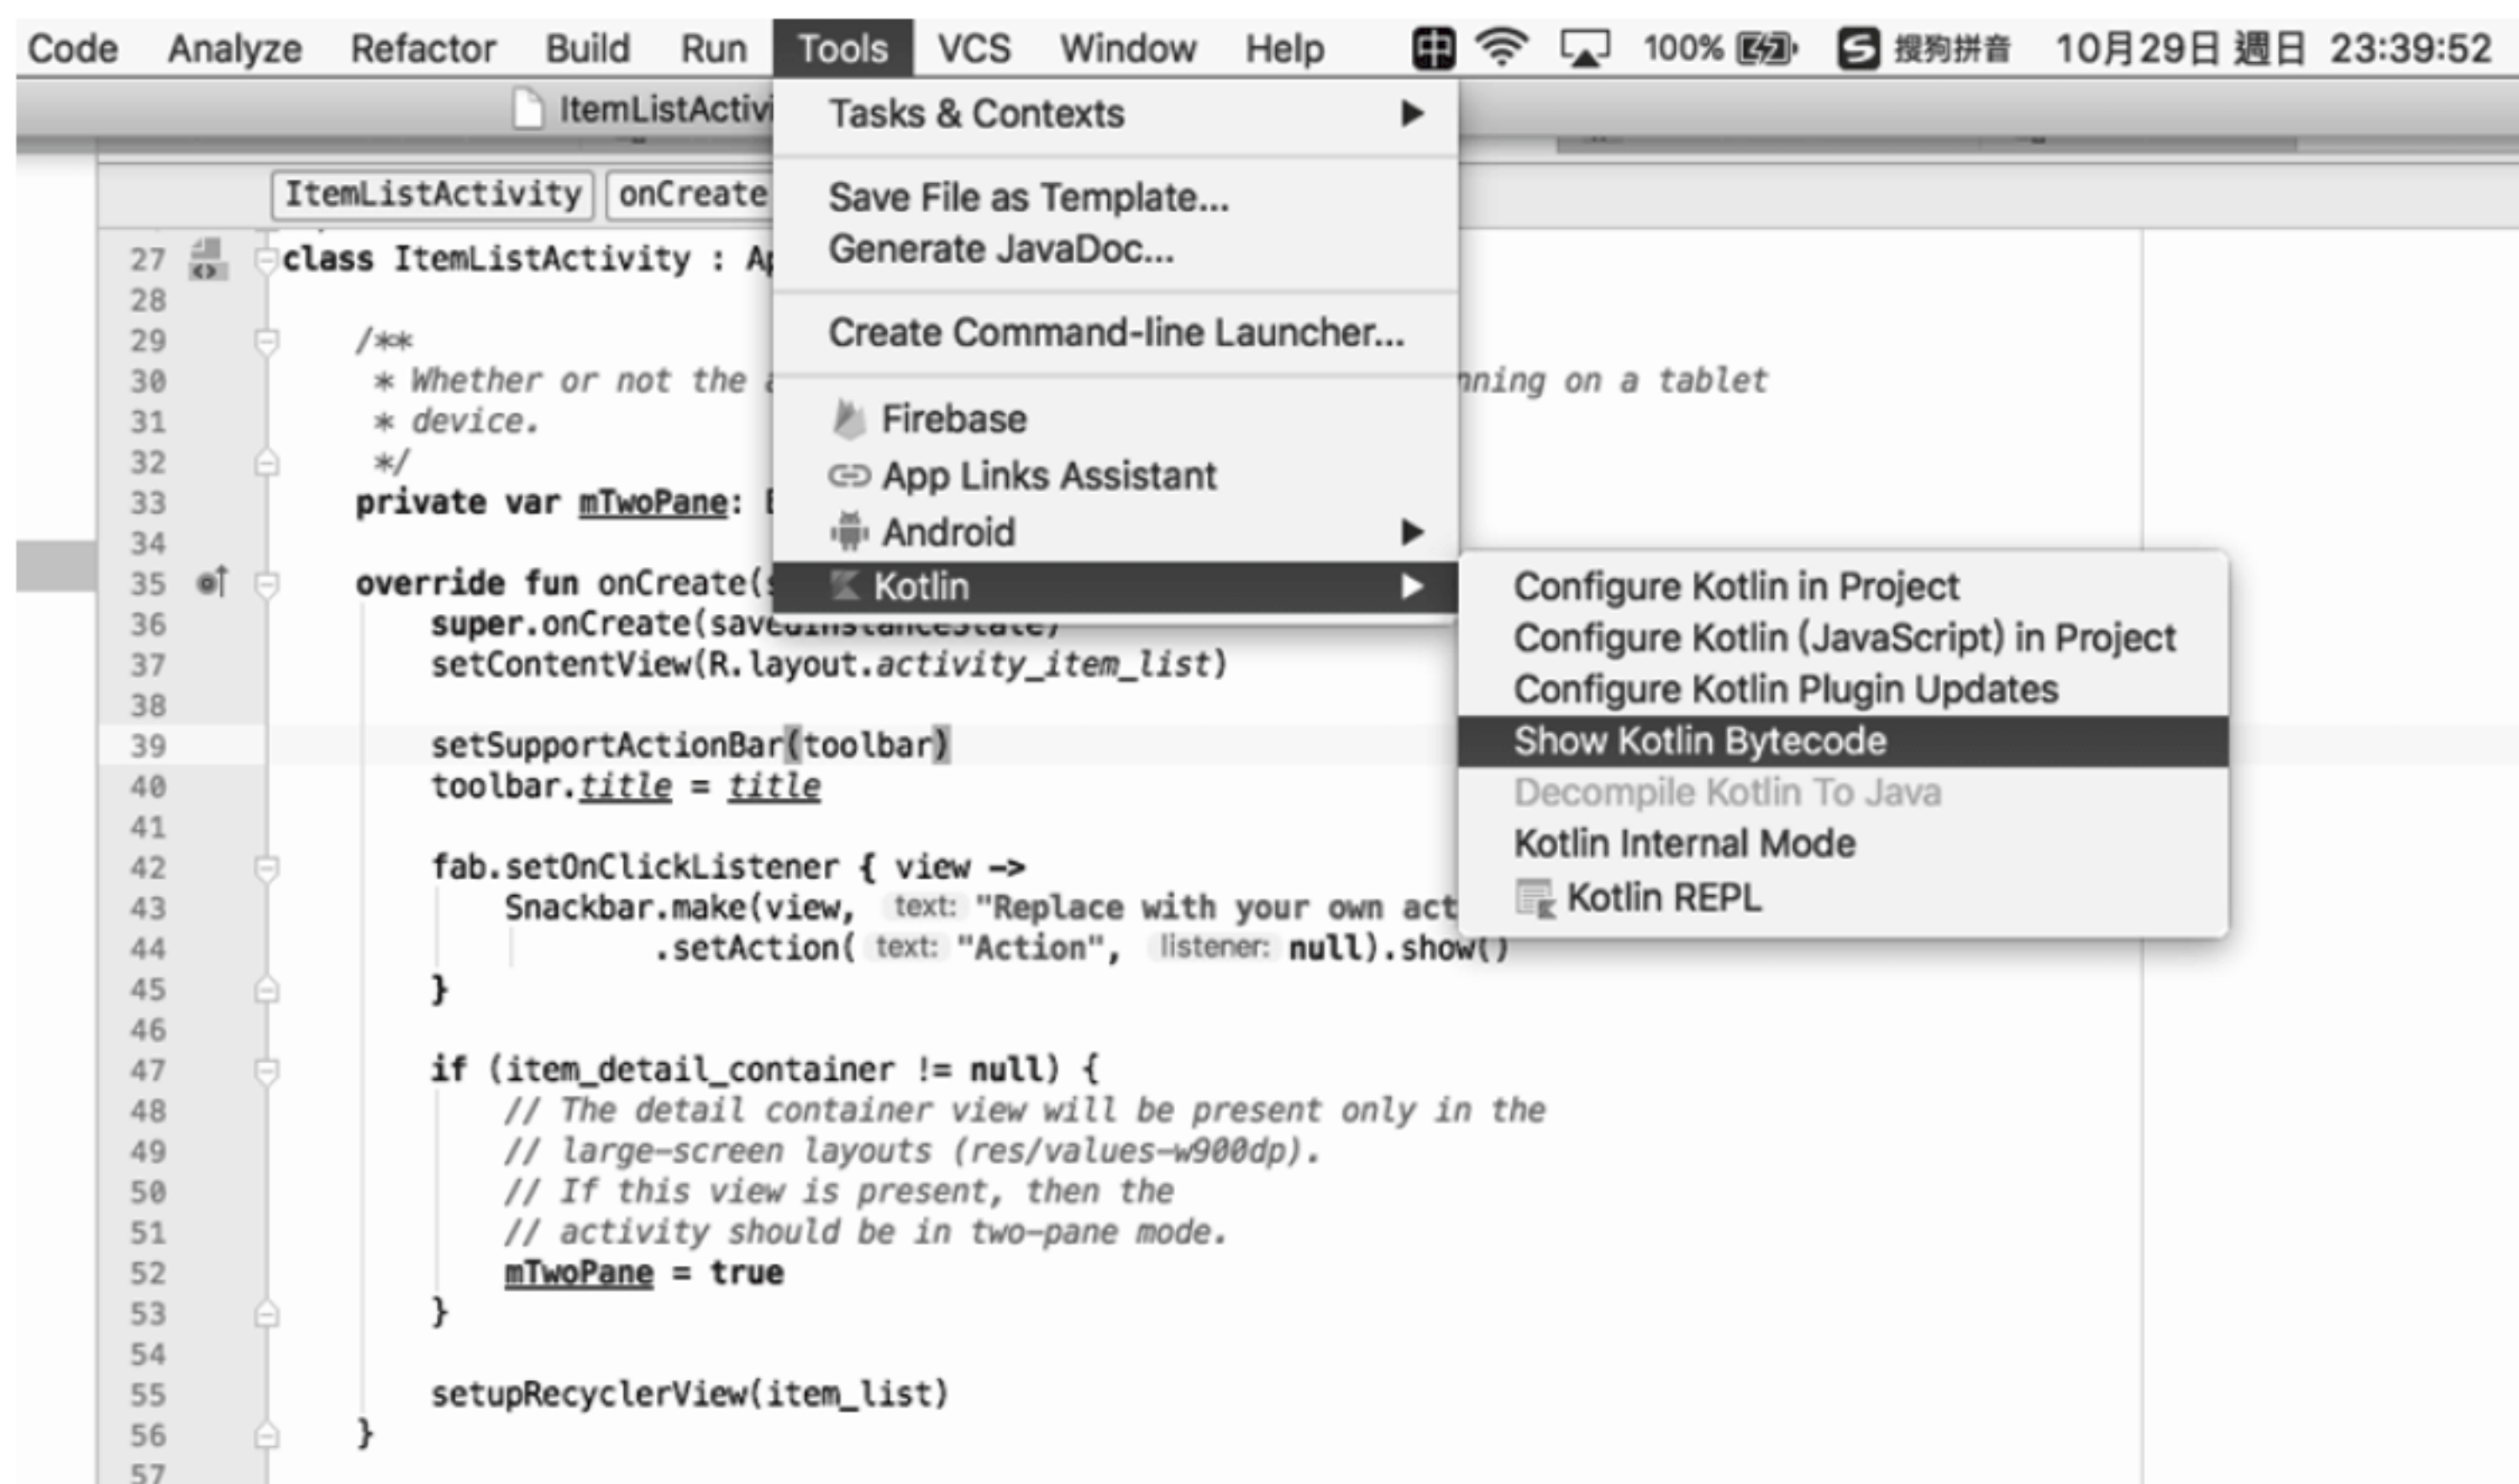 Code Analyze Refactor Build Run Tools VCS Window Help 中 100% S 搜狗拼音 10月29日 週日 23:39:52
ItemListActivi
Tasks & Contexts
Save File as Template...
Generate JavaDoc...
Create Command-line Launcher...
Firebase
App Links Assistant
Android
Kotlin
Configure Kotlin in Project
Configure Kotlin (JavaScript) in Project
Configure Kotlin Plugin Updates
Show Kotlin Bytecode
Decompile Kotlin To Java
Kotlin Internal Mode
Kotlin REPL
ItemListActivity onCreate
27 class ItemListActivity : Ap
28
29 /**
30 * Whether or not the nning on a tablet
31 * device.
32 */
33 private var mTwoPane:
34
35 override fun onCreate(
36 super.onCreate(savedInstanceState)
37 setContentView(R.layout.activity_item_list)
38
39 setSupportActionBar(toolbar)
40 toolbar.title = title
41
42 fab.setOnClickListener { view ->
43 Snackbar.make(view, text: "Replace with your own act
44 .setAction( text: "Action", listener: null).show()
45 }
46
47 if (item_detail_container != null) {
48 // The detail container view will be present only in the
49 // large-screen layouts (res/values-w900dp).
50 // If this view is present, then the
51 // activity should be in two-pane mode.
52 mTwoPane = true
53 }
54
55 setupRecyclerView(item_list)
56 }
57